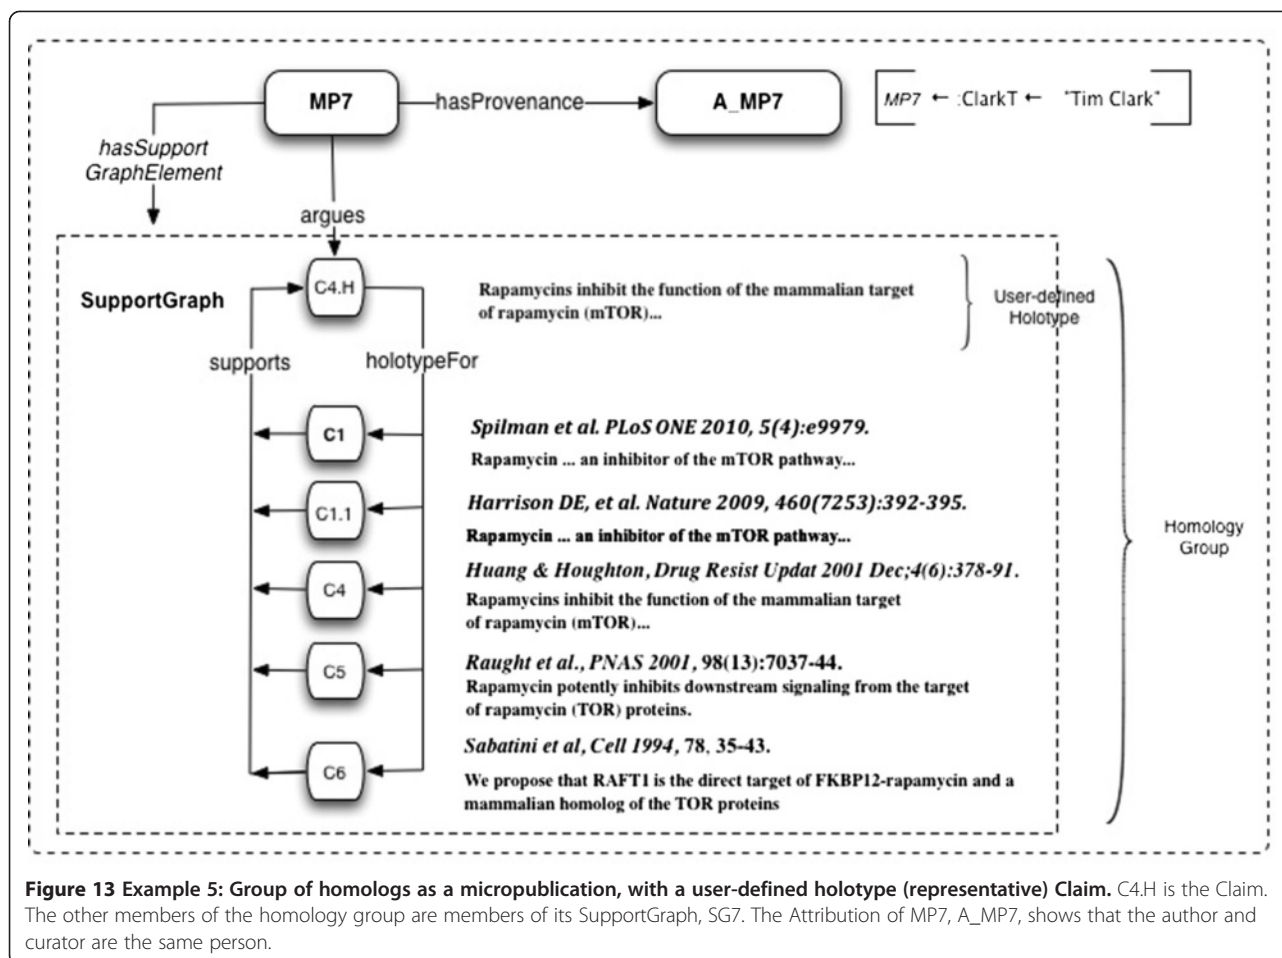 MP7
hasProvenance
A_MP7
MP7 ← :ClarkT ← "Tim Clark"
hasSupport
GraphElement
argues
SupportGraph
C4.H
Rapamycins inhibit the function of the mammalian target
of rapamycin (mTOR)...
User-defined
Holotype
supports
holotypeFor
C1
Spilman et al. PLoS ONE 2010, 5(4):e9979.
Rapamycin ... an inhibitor of the mTOR pathway...
C1.1
Harrison DE, et al. Nature 2009, 460(7253):392-395.
Rapamycin ... an inhibitor of the mTOR pathway...
Homology
Group
C4
Huang & Houghton, Drug Resist Updat 2001 Dec;4(6):378-91.
Rapamycins inhibit the function of the mammalian target
of rapamycin (mTOR)...
C5
Raught et al., PNAS 2001, 98(13):7037-44.
Rapamycin potently inhibits downstream signaling from the target
of rapamycin (TOR) proteins.
C6
Sabatini et al, Cell 1994, 78, 35-43.
We propose that RAFT1 is the direct target of FKBP12-rapamycin and a
mammalian homolog of the TOR proteins
Figure 13 Example 5: Group of homologs as a micropublication, with a user-defined holotype (representative) Claim. C4.H is the Claim.
The other members of the homology group are members of its SupportGraph, SG7. The Attribution of MP7, A_MP7, shows that the author and
curator are the same person.